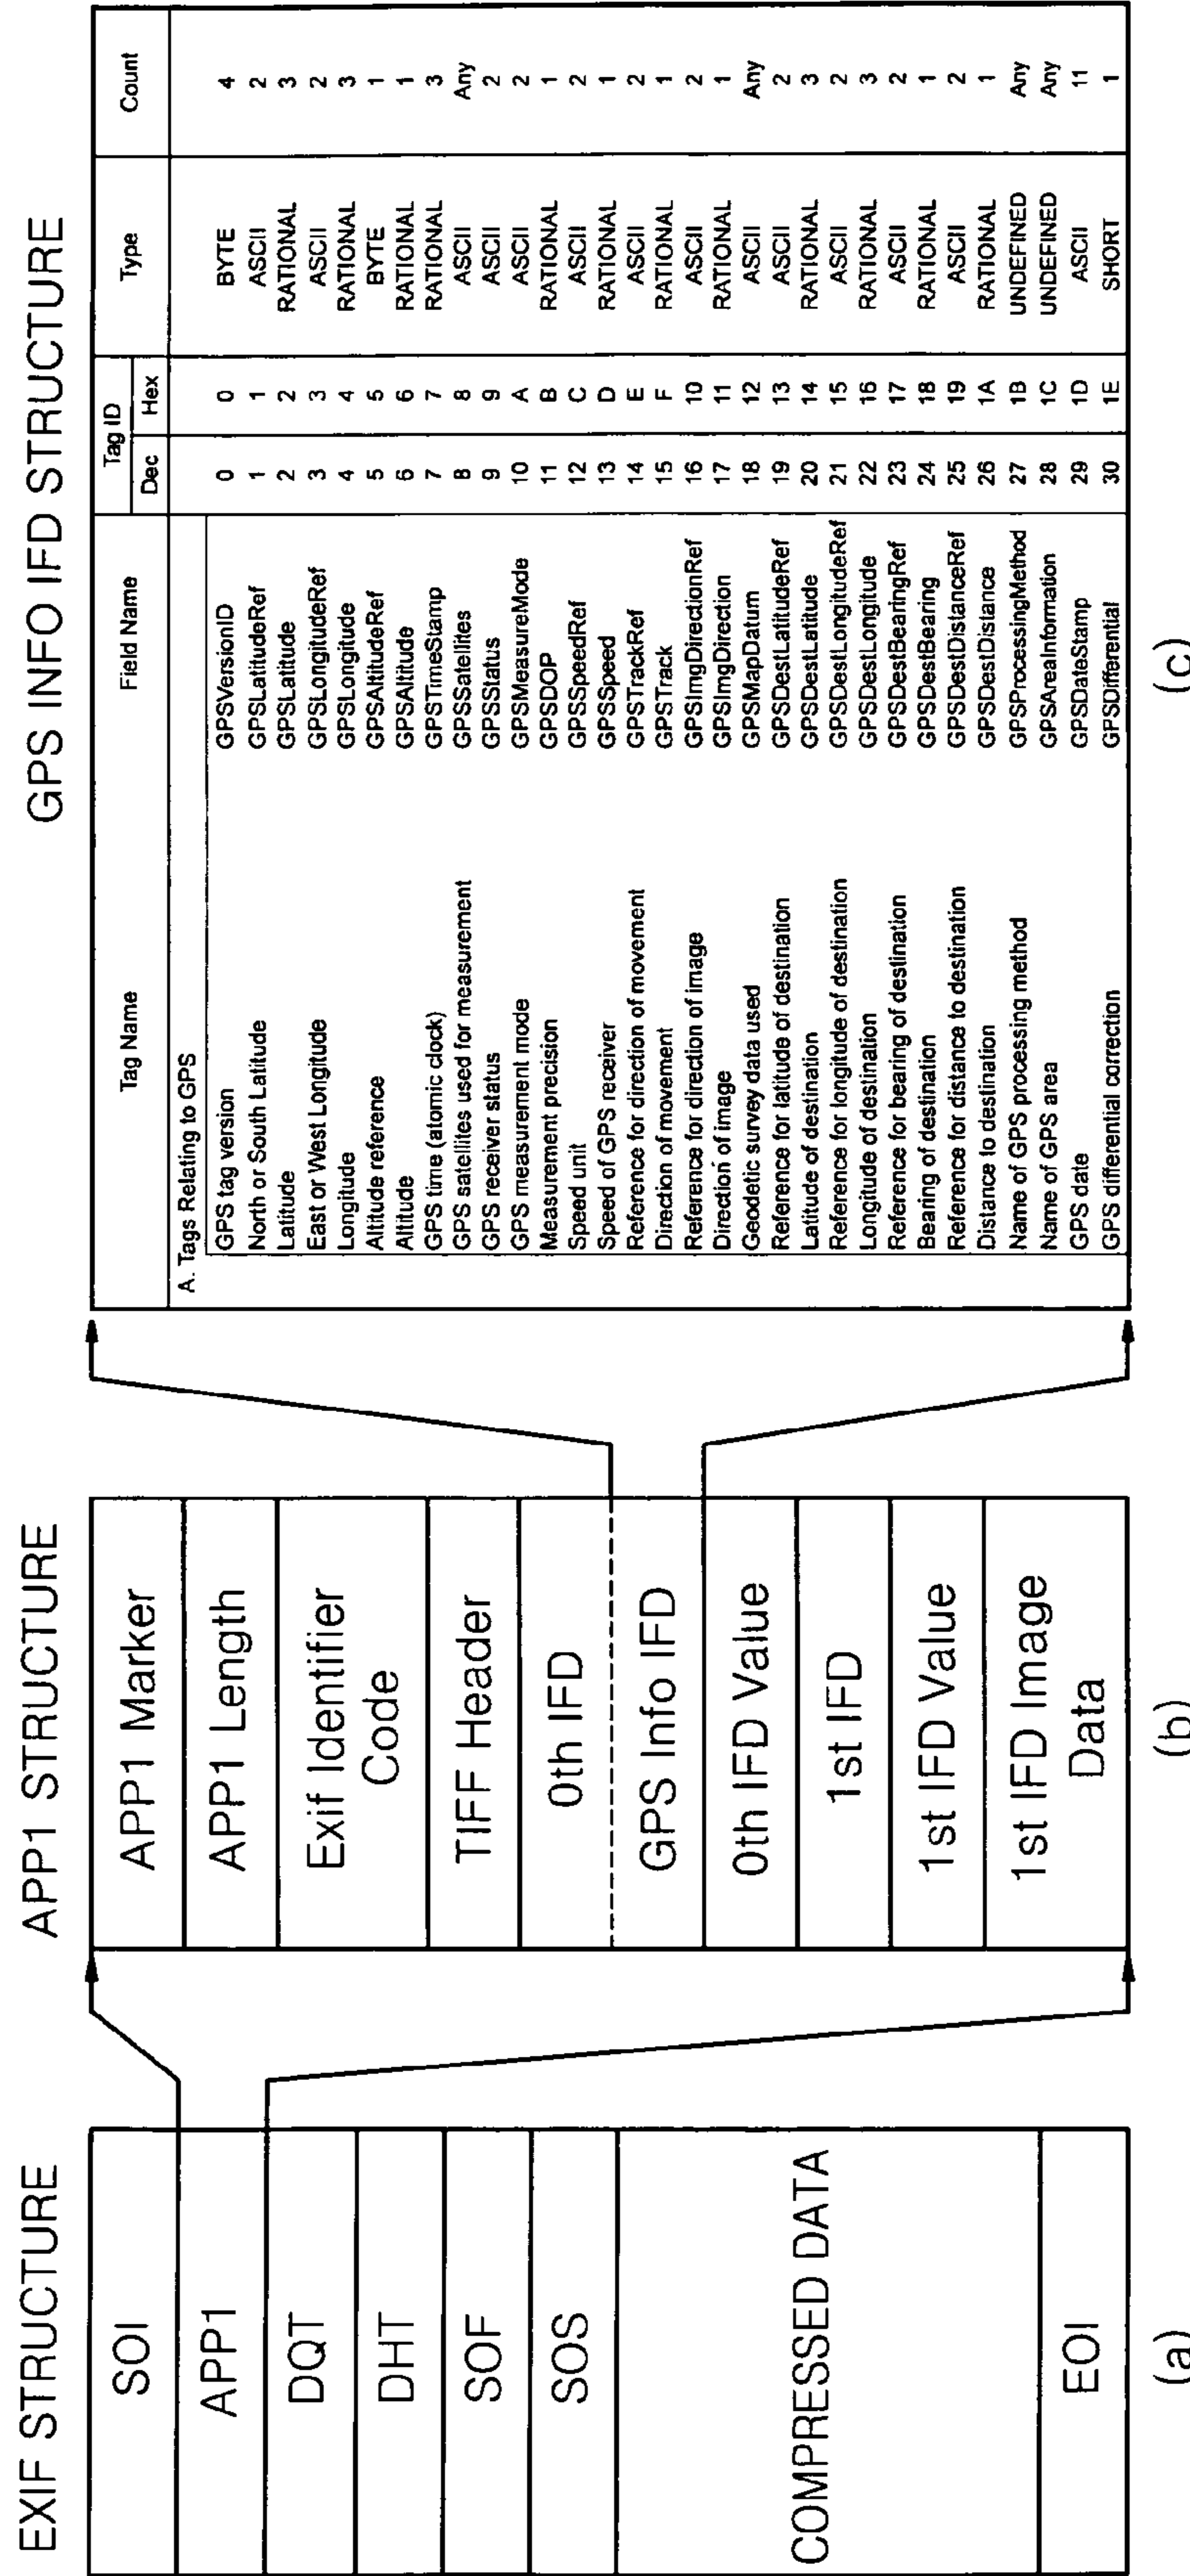 EXIF STRUCTURE
SOI
APP1
DQT
DHT
SOF
SOS
COMPRESSED DATA
EOI
(a)
APP1 STRUCTURE
APP1 Marker
APP1 Length
Exif Identifier
Code
TIFF Header
0th IFD
GPS Info IFD
0th IFD Value
1st IFD
1st IFD Value
1st IFD Image
Data
(b)
GPS INFO IFD STRUCTURE
Tag Name Field Name Tag ID Type Count
Dec Hex
A. Tags Relating to GPS
GPS tag version GPSVersionID 0 0 BYTE 4
North or South Latitude GPSLatitudeRef 1 1 ASCII 2
Latitude GPSLatitude 2 2 RATIONAL 3
East or West Longitude GPSLongitudeRef 3 3 ASCII 2
Longitude GPSLongitude 4 4 RATIONAL 3
Altitude reference GPSAltitudeRef 5 5 BYTE 1
Altitude GPSAltitude 6 6 RATIONAL 1
GPS time (atomic clock) GPSTimeStamp 7 7 RATIONAL 3
GPS satellites used for measurement GPSSatellites 8 8 ASCII Any
GPS receiver status GPSStatus 9 9 ASCII 2
GPS measurement mode GPSMeasureMode 10 A ASCII 2
Measurement precision GPSDOP 11 B RATIONAL 1
Speed unit GPSSpeedRef 12 C ASCII 2
Speed of GPS receiver GPSSpeed 13 D RATIONAL 1
Reference for direction of movement GPSTrackRef 14 E ASCII 2
Direction of movement GPSTrack 15 F RATIONAL 1
Reference for direction of image GPSImgDirectionRef 16 10 ASCII 2
Direction of image GPSImgDirection 17 11 RATIONAL 1
Geodetic survey data used GPSMapDatum 18 12 ASCII Any
Reference for latitude of destination GPSDestLatitudeRef 19 13 ASCII 2
Latitude of destination GPSDestLatitude 20 14 RATIONAL 3
Reference for longitude of destination GPSDestLongitudeRef 21 15 ASCII 2
Longitude of destination GPSDestLongitude 22 16 RATIONAL 3
Reference for bearing of destination GPSDestBearingRef 23 17 ASCII 2
Bearing of destination GPSDestBearing 24 18 RATIONAL 1
Reference for distance to destination GPSDestDistanceRef 25 19 ASCII 2
Distance to destination GPSDestDistance 26 1A RATIONAL 1
Name of GPS processing method GPSProcessingMethod 27 1B UNDEFINED Any
Name of GPS area GPSAreaInformation 28 1C UNDEFINED Any
GPS date GPSDateStamp 29 1D ASCII 11
GPS differential correction GPSDifferential 30 1E SHORT 1
(c)